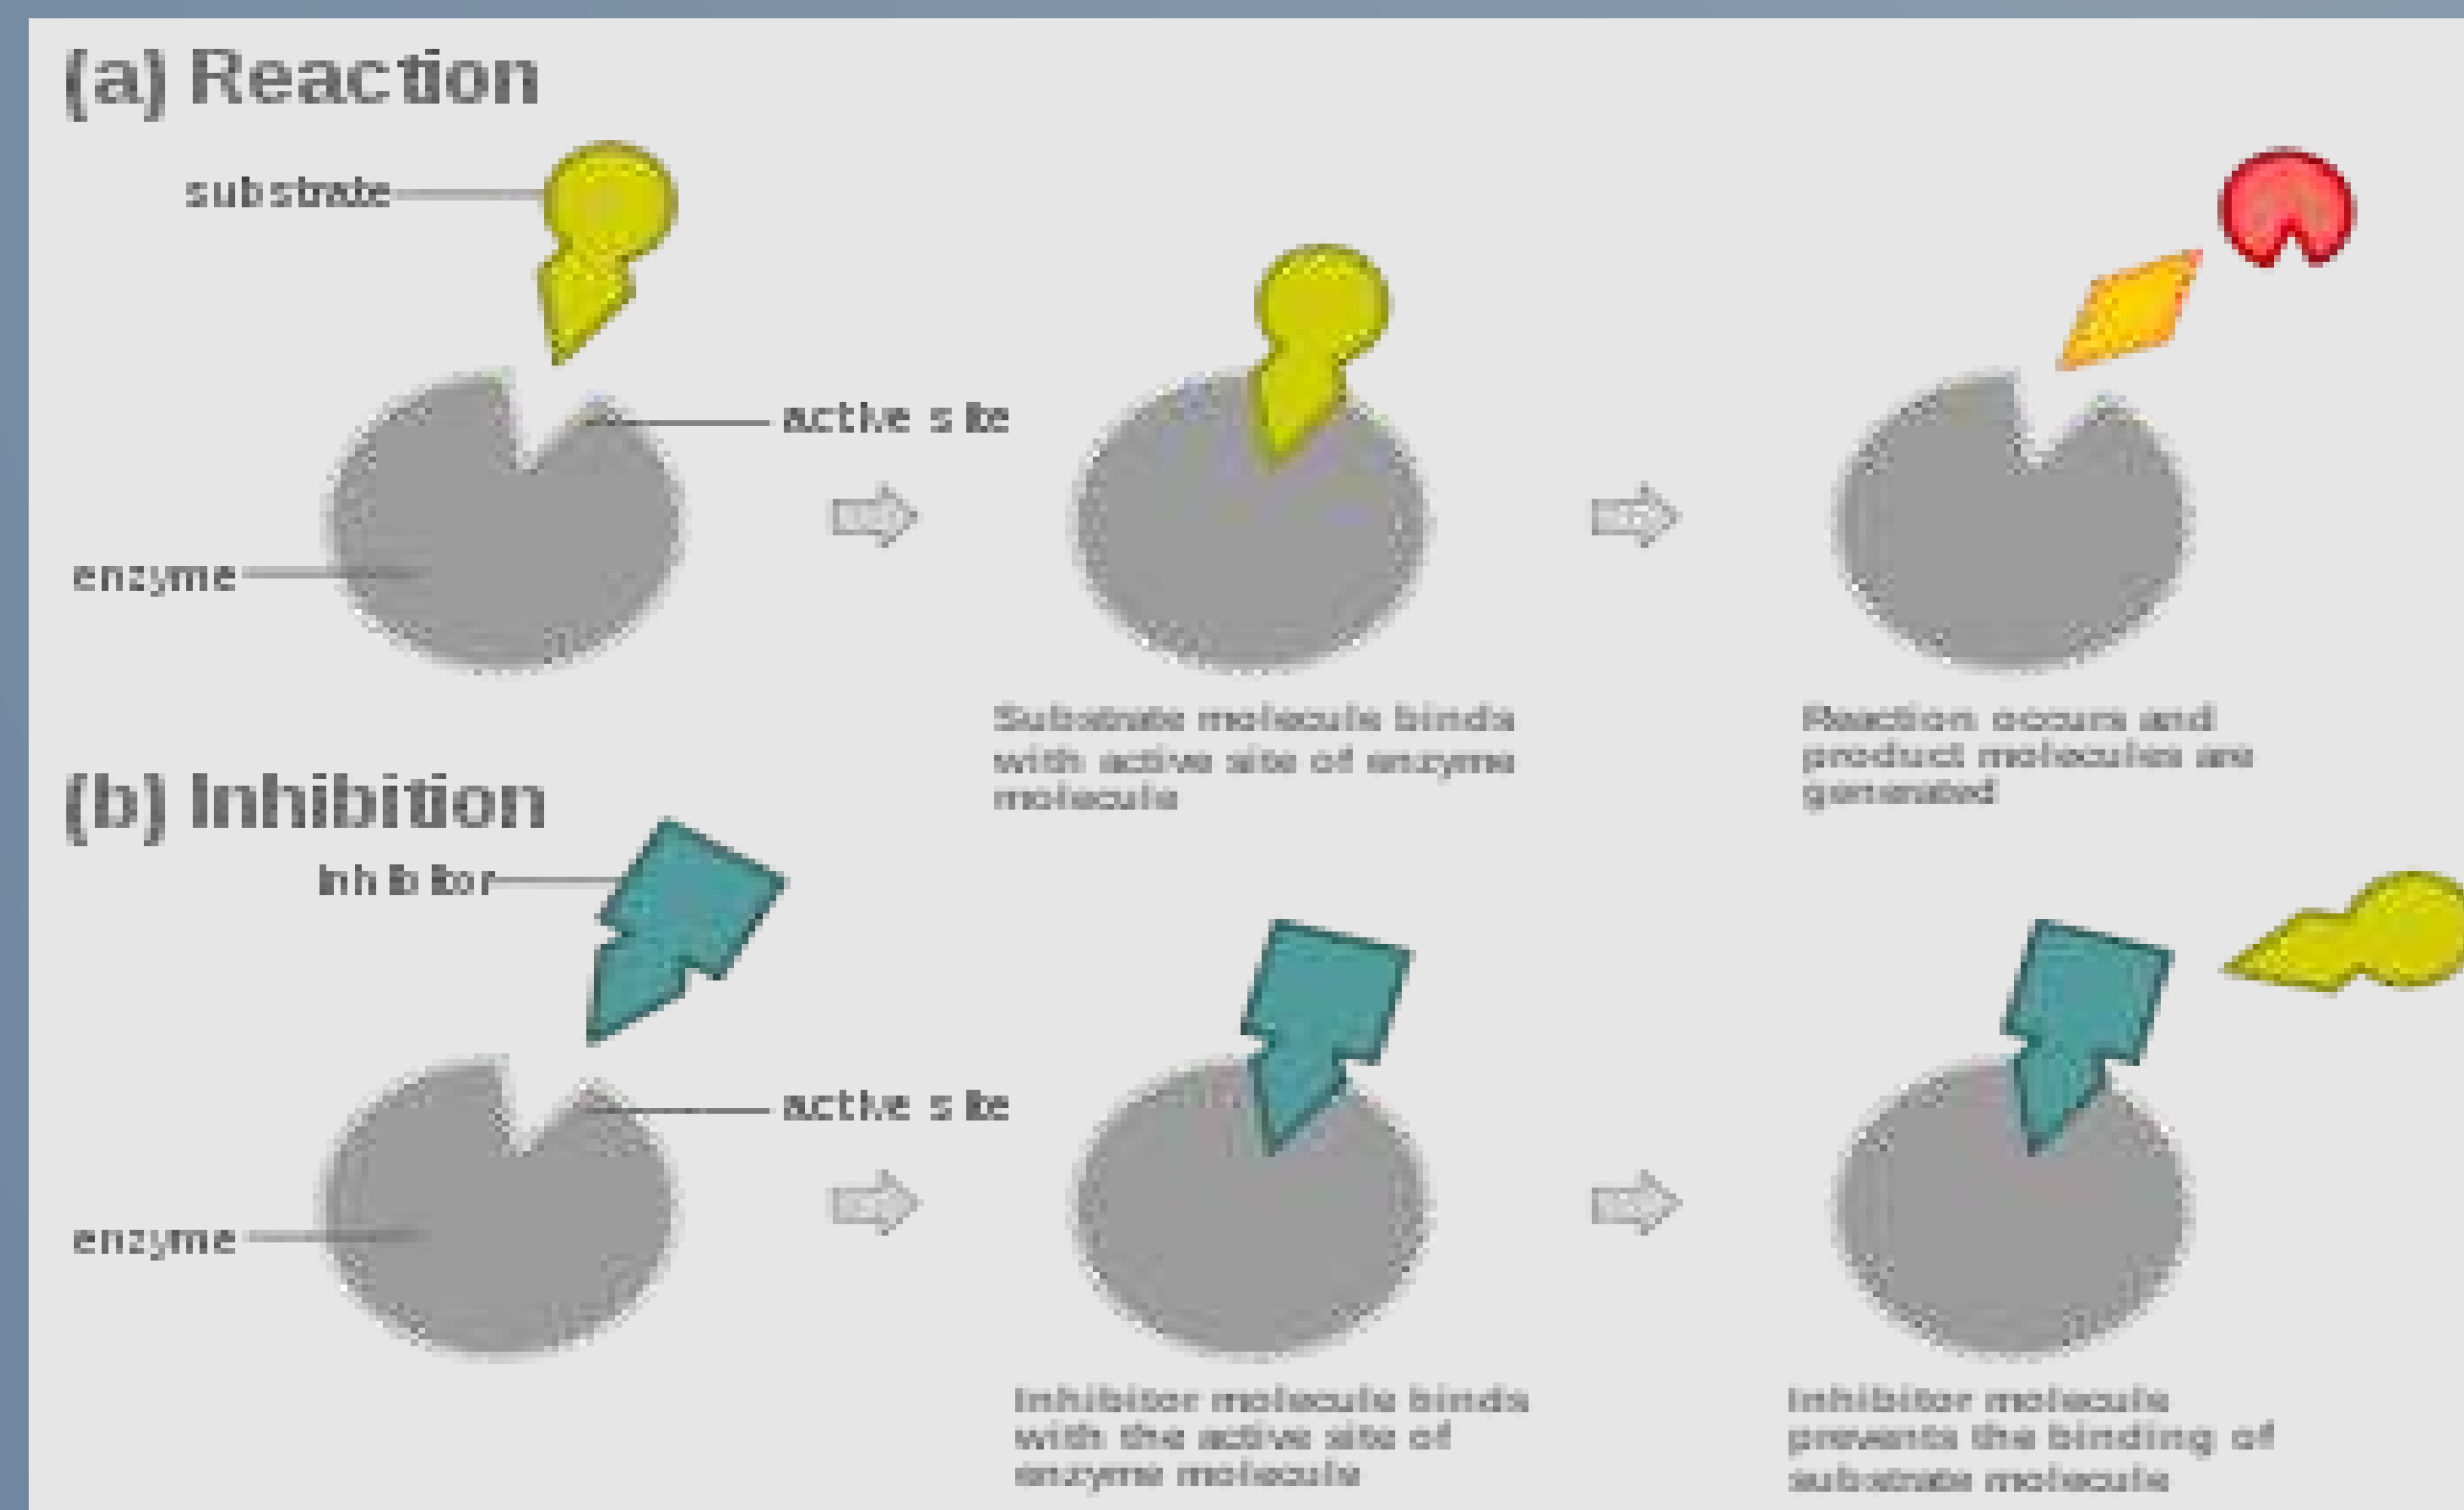 (a) Reaction
substrate
active site
enzyme
Substrate molecule binds
with active site of enzyme
molecule
Reaction occurs and
product molecules are
generated
(b) Inhibition
inhibitor
active site
enzyme
Inhibitor molecule binds
with the active site of
enzyme molecule
Inhibitor molecule
prevents the binding of
substrate molecule